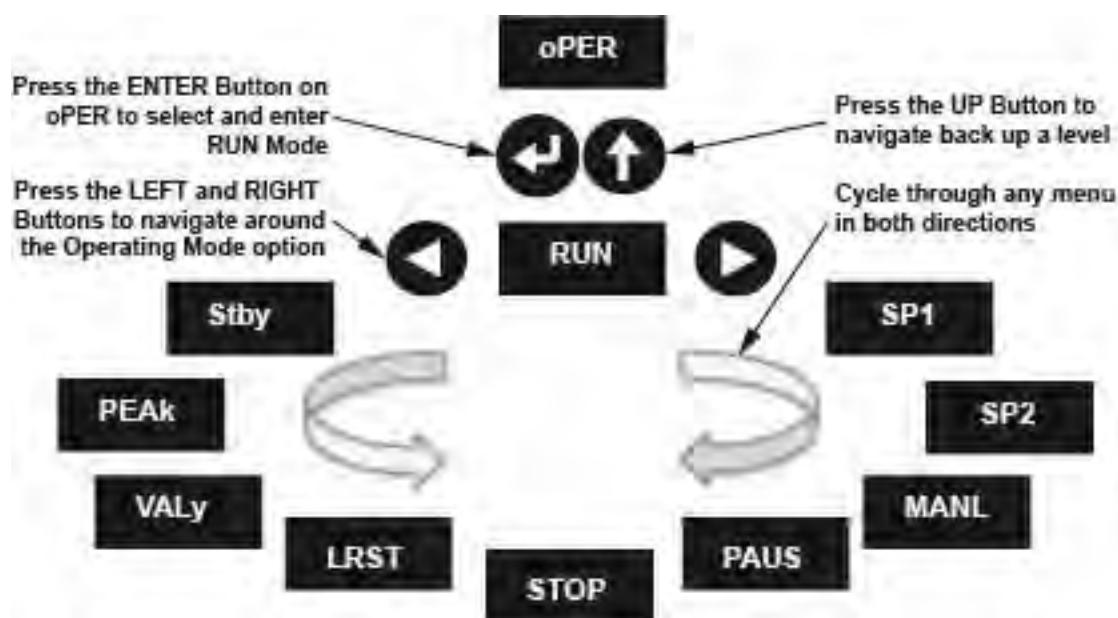 oPER
Press the ENTER Button on
oPER to select and enter
RUN Mode
Press the UP Button to
navigate back up a level
Press the LEFT and RIGHT
Buttons to navigate around
the Operating Mode option
Cycle through any menu
in both directions
RUN
Stby
SP1
PEAk
SP2
VALy
MANL
LRST
PAUS
STOP